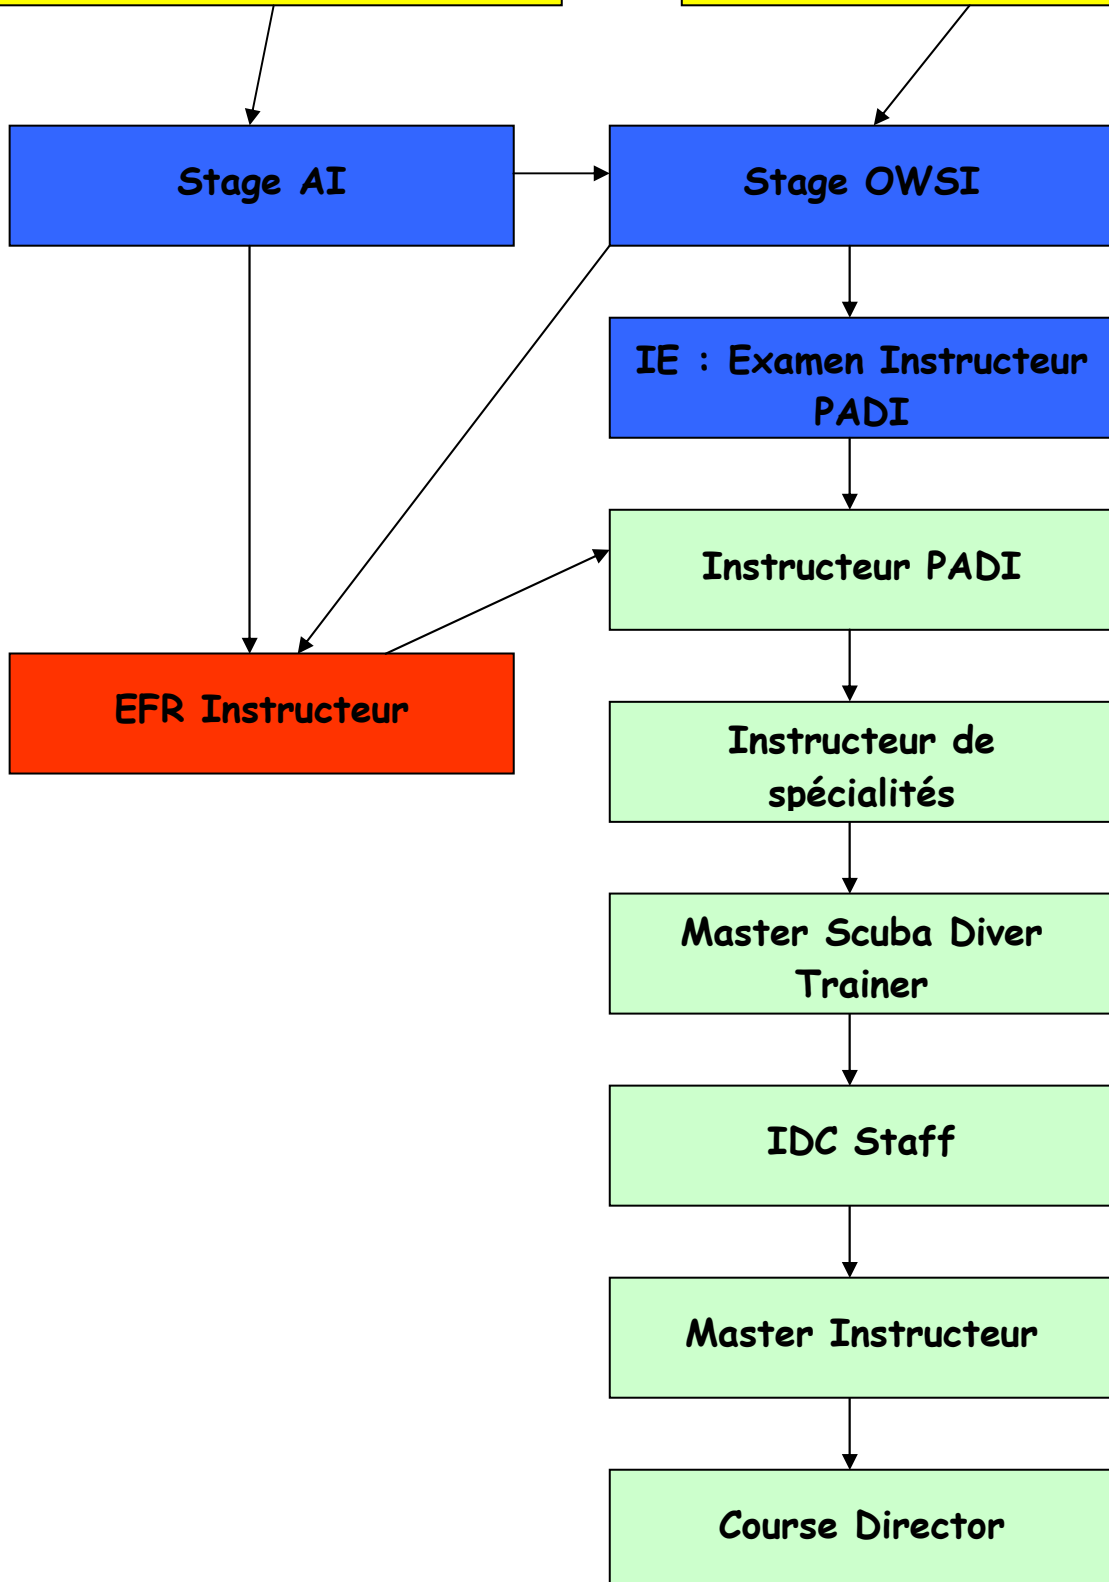 Stage AI
Stage OWSI
IE : Examen Instructeur
PADI
Instructeur PADI
EFR Instructeur
Instructeur de
spécialités
Master Scuba Diver
Trainer
IDC Staff
Master Instructeur
Course Director